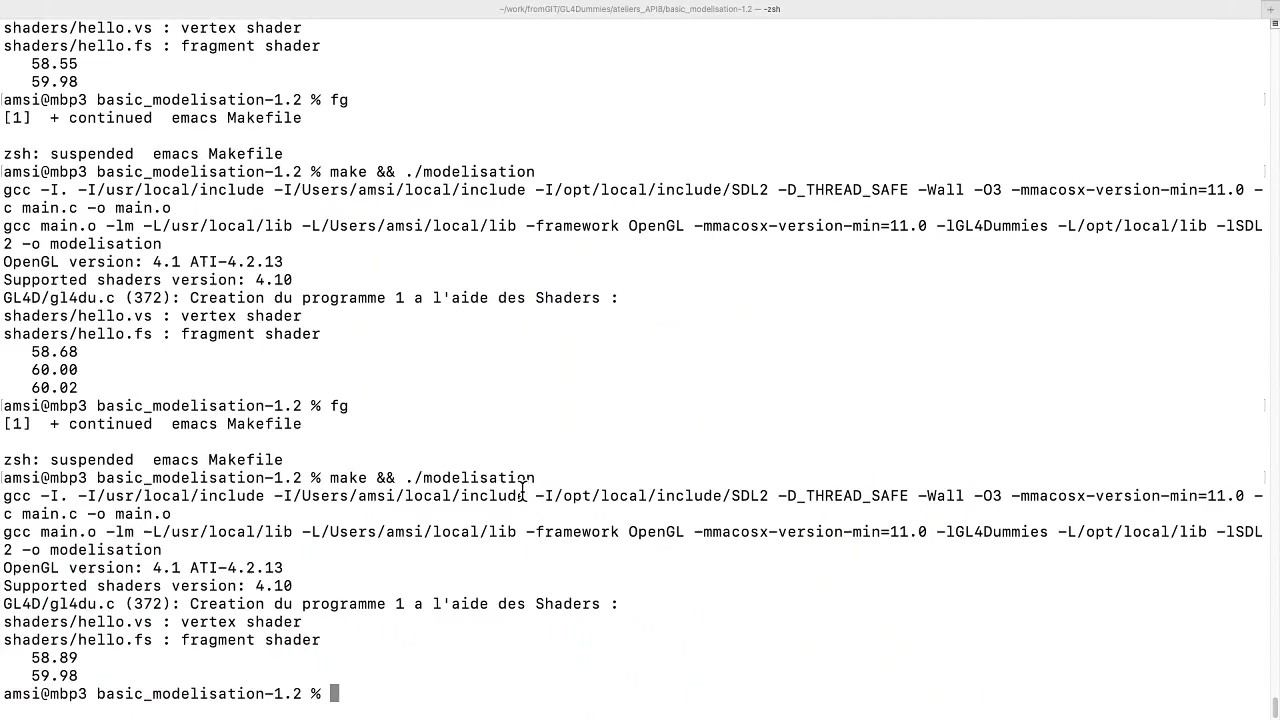 ~/work/fromGIT/GL4Dummies/ateliers_API8/basic_modelisation-1.2 — -zsh
shaders/hello.vs : vertex shader
shaders/hello.fs : fragment shader
58.55
59.98
amsi@mbp3 basic_modelisation-1.2 % fg
[1]  + continued  emacs Makefile
zsh: suspended  emacs Makefile
amsi@mbp3 basic_modelisation-1.2 % make && ./modelisation
gcc -I. -I/usr/local/include -I/Users/amsi/local/include -I/opt/local/include/SDL2 -D_THREAD_SAFE -Wall -O3 -mmacosx-version-min=11.0 -
c main.c -o main.o
gcc main.o -lm -L/usr/local/lib -L/Users/amsi/local/lib -framework OpenGL -mmacosx-version-min=11.0 -lGL4Dummies -L/opt/local/lib -lSDL
2 -o modelisation
OpenGL version: 4.1 ATI-4.2.13
Supported shaders version: 4.10
GL4D/gl4du.c (372): Creation du programme 1 a l'aide des Shaders :
shaders/hello.vs : vertex shader
shaders/hello.fs : fragment shader
58.68
60.00
60.02
amsi@mbp3 basic_modelisation-1.2 % fg
[1]  + continued  emacs Makefile
zsh: suspended  emacs Makefile
amsi@mbp3 basic_modelisation-1.2 % make && ./modelisation
gcc -I. -I/usr/local/include -I/Users/amsi/local/include -I/opt/local/include/SDL2 -D_THREAD_SAFE -Wall -O3 -mmacosx-version-min=11.0 -
c main.c -o main.o
gcc main.o -lm -L/usr/local/lib -L/Users/amsi/local/lib -framework OpenGL -mmacosx-version-min=11.0 -lGL4Dummies -L/opt/local/lib -lSDL
2 -o modelisation
OpenGL version: 4.1 ATI-4.2.13
Supported shaders version: 4.10
GL4D/gl4du.c (372): Creation du programme 1 a l'aide des Shaders :
shaders/hello.vs : vertex shader
shaders/hello.fs : fragment shader
58.89
59.98
amsi@mbp3 basic_modelisation-1.2 %